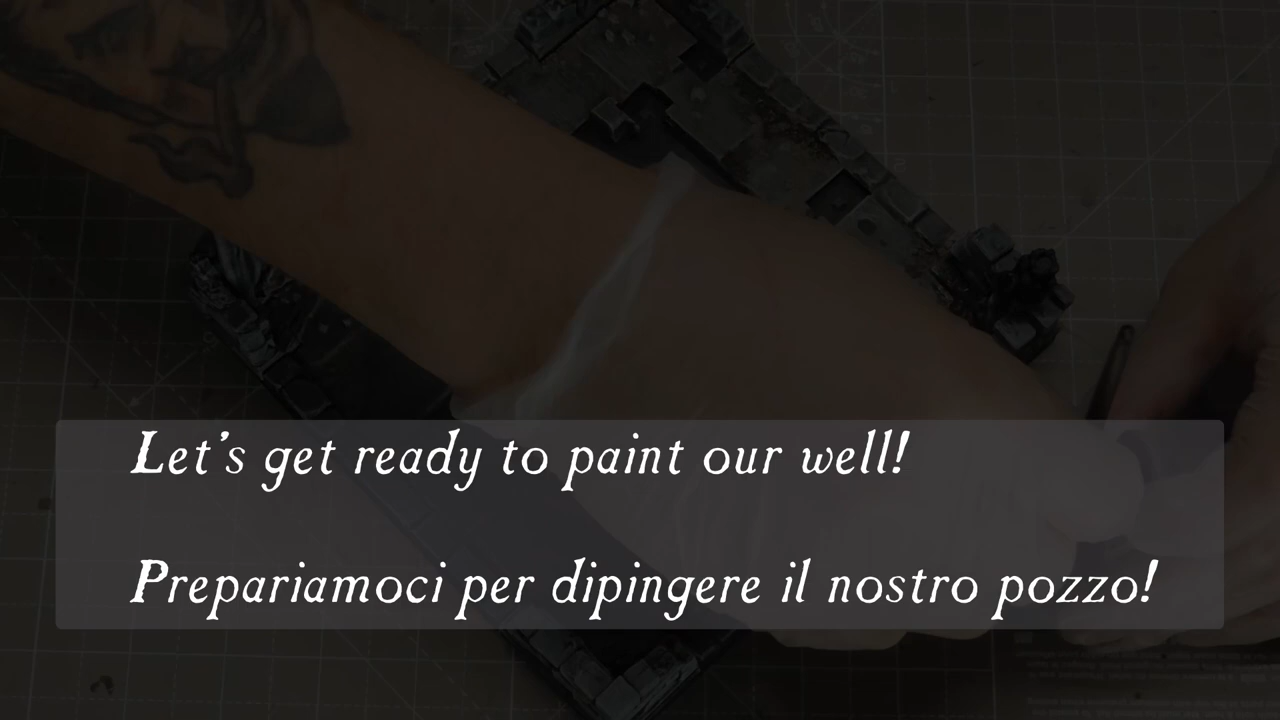 Let's get ready to paint our well!
Prepariamoci per dipingere il nostro pozzo!